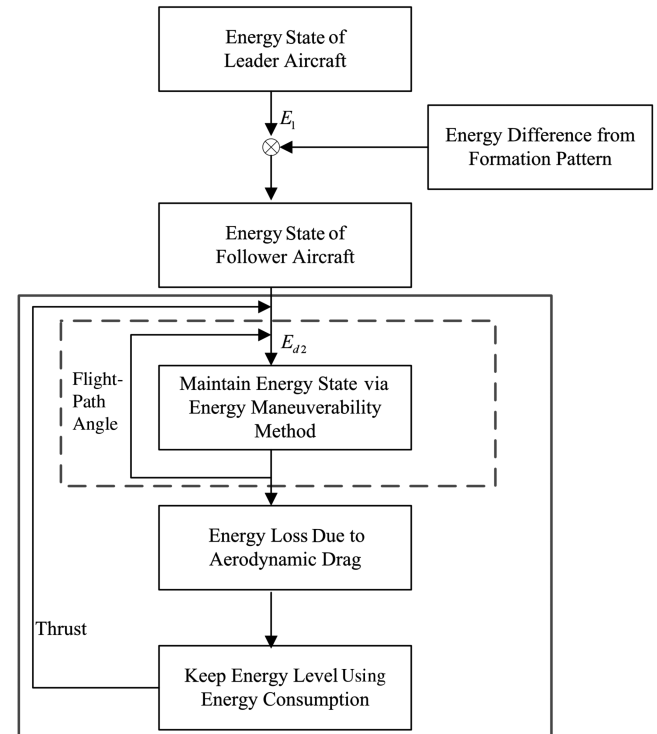 Energy State of
Leader Aircraft
E1
Energy Difference from
Formation Pattern
Energy State of
Follower Aircraft
Ed2
Flight-
Path
Angle
Maintain Energy State via
Energy Maneuverability
Method
Energy Loss Due to
Aerodynamic Drag
Thrust
Keep Energy Level Using
Energy Consumption